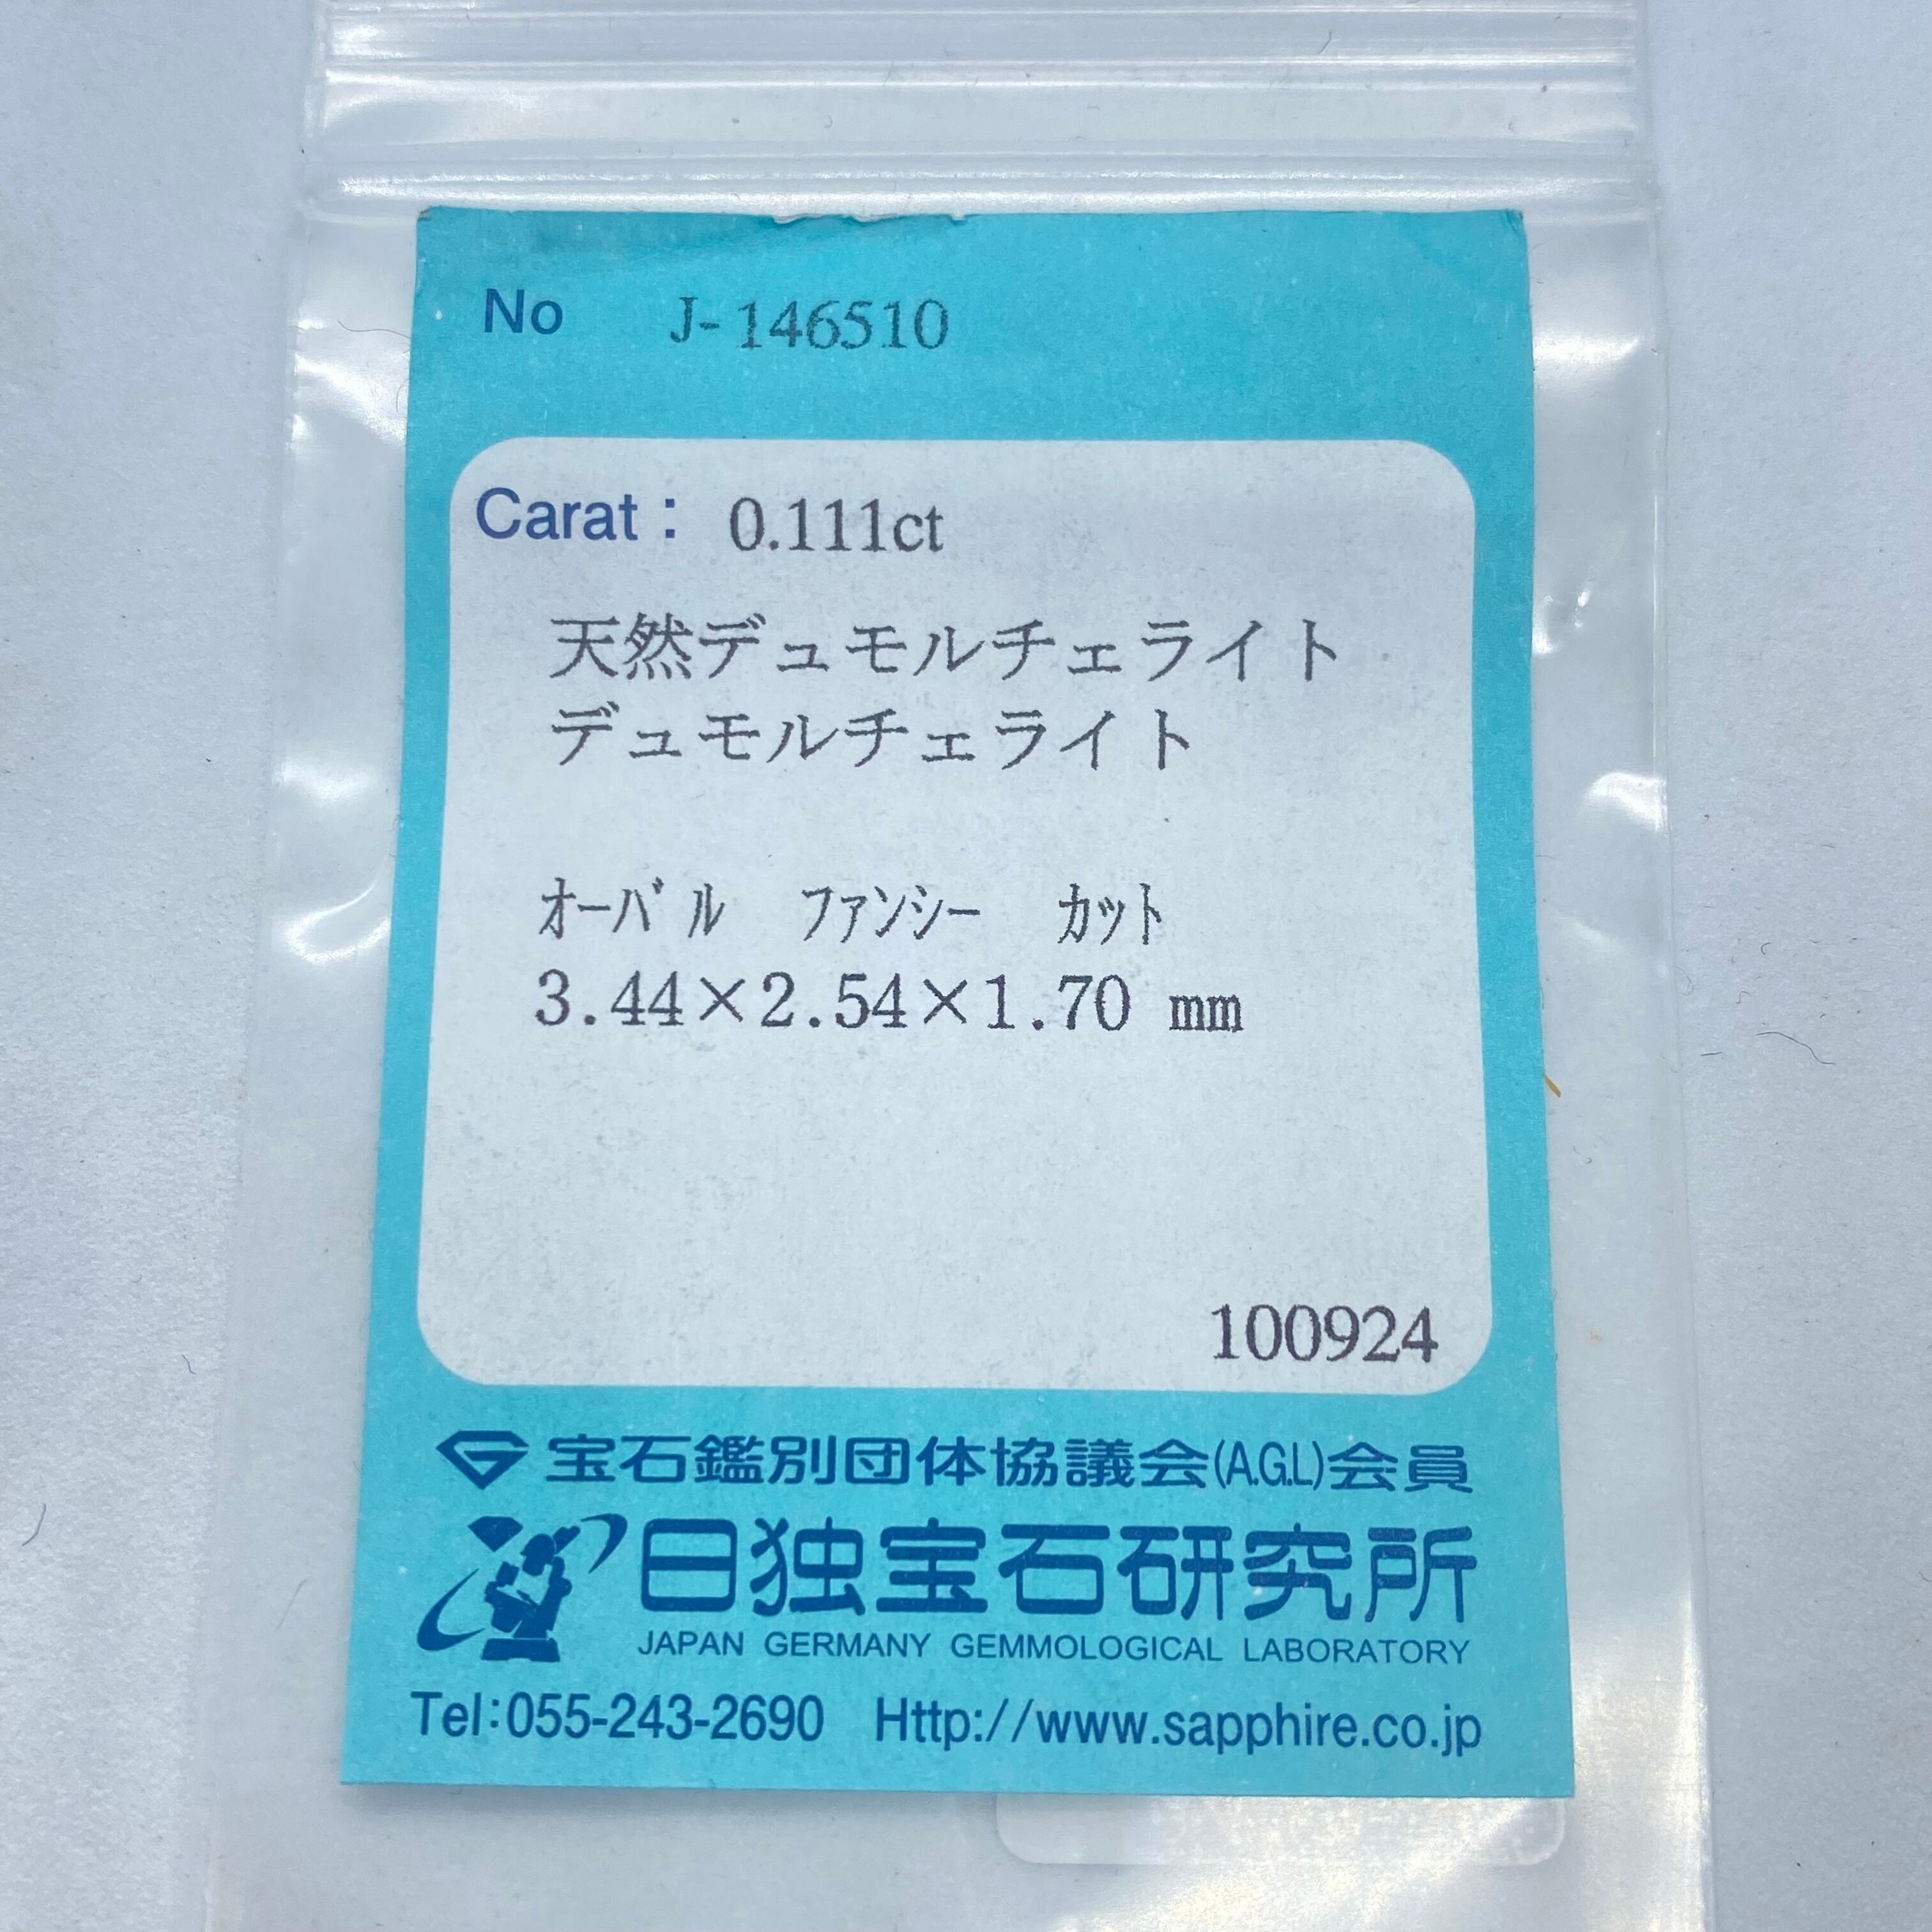 No J-146510
Carat : 0.111ct
天然デュモルチェライト
デュモルチェライト
ｵｰﾊﾞﾙ ﾌｧﾝｼｰ ｶｯﾄ
3.44×2.54×1.70 mm
100924
宝石鑑別団体協議会(A.G.L)会員
日独宝石研究所
JAPAN GERMANY GEMMOLOGICAL LABORATORY
Tel:055-243-2690 Http://www.sapphire.co.jp